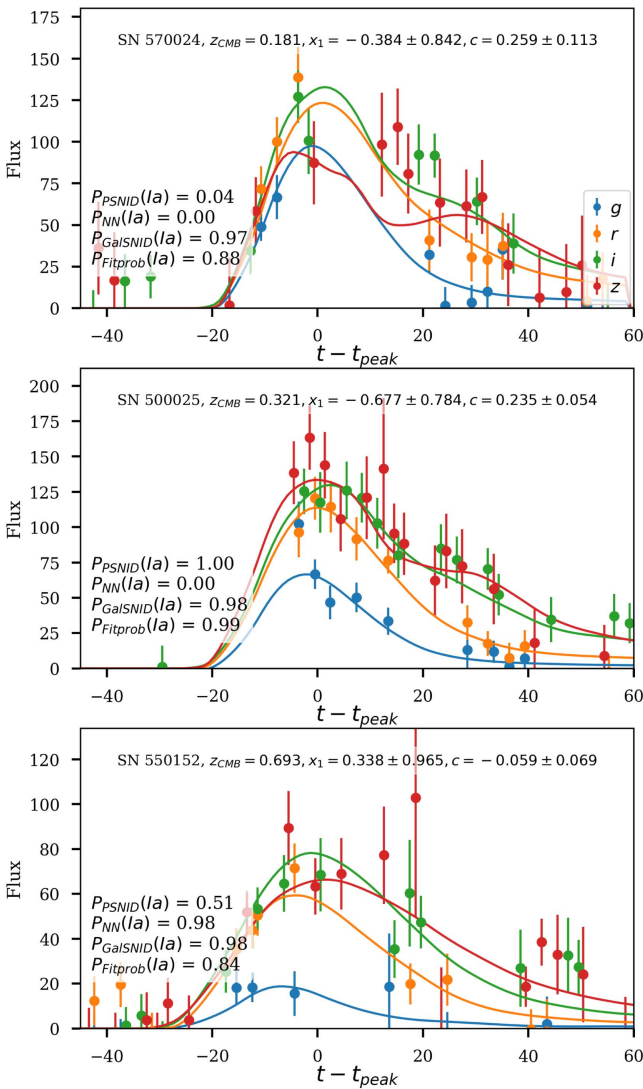 SN 570024, z_CMB = 0.181, x_1 = −0.384 ± 0.842, c = 0.259 ± 0.113
175
150
125
100
75
50
25
0
Flux
P_PSNID(Ia) = 0.04
P_NN(Ia) = 0.00
P_GalSNID(Ia) = 0.97
P_Fitprob(Ia) = 0.88
g
r
i
z
−40 −20 0 20 40 60
t − t_peak
SN 500025, z_CMB = 0.321, x_1 = −0.677 ± 0.784, c = 0.235 ± 0.054
200
175
150
125
100
75
50
25
0
Flux
P_PSNID(Ia) = 1.00
P_NN(Ia) = 0.00
P_GalSNID(Ia) = 0.98
P_Fitprob(Ia) = 0.99
−40 −20 0 20 40 60
t − t_peak
SN 550152, z_CMB = 0.693, x_1 = 0.338 ± 0.965, c = −0.059 ± 0.069
120
100
80
60
40
20
0
Flux
P_PSNID(Ia) = 0.51
P_NN(Ia) = 0.98
P_GalSNID(Ia) = 0.98
P_Fitprob(Ia) = 0.84
−40 −20 0 20 40 60
t − t_peak